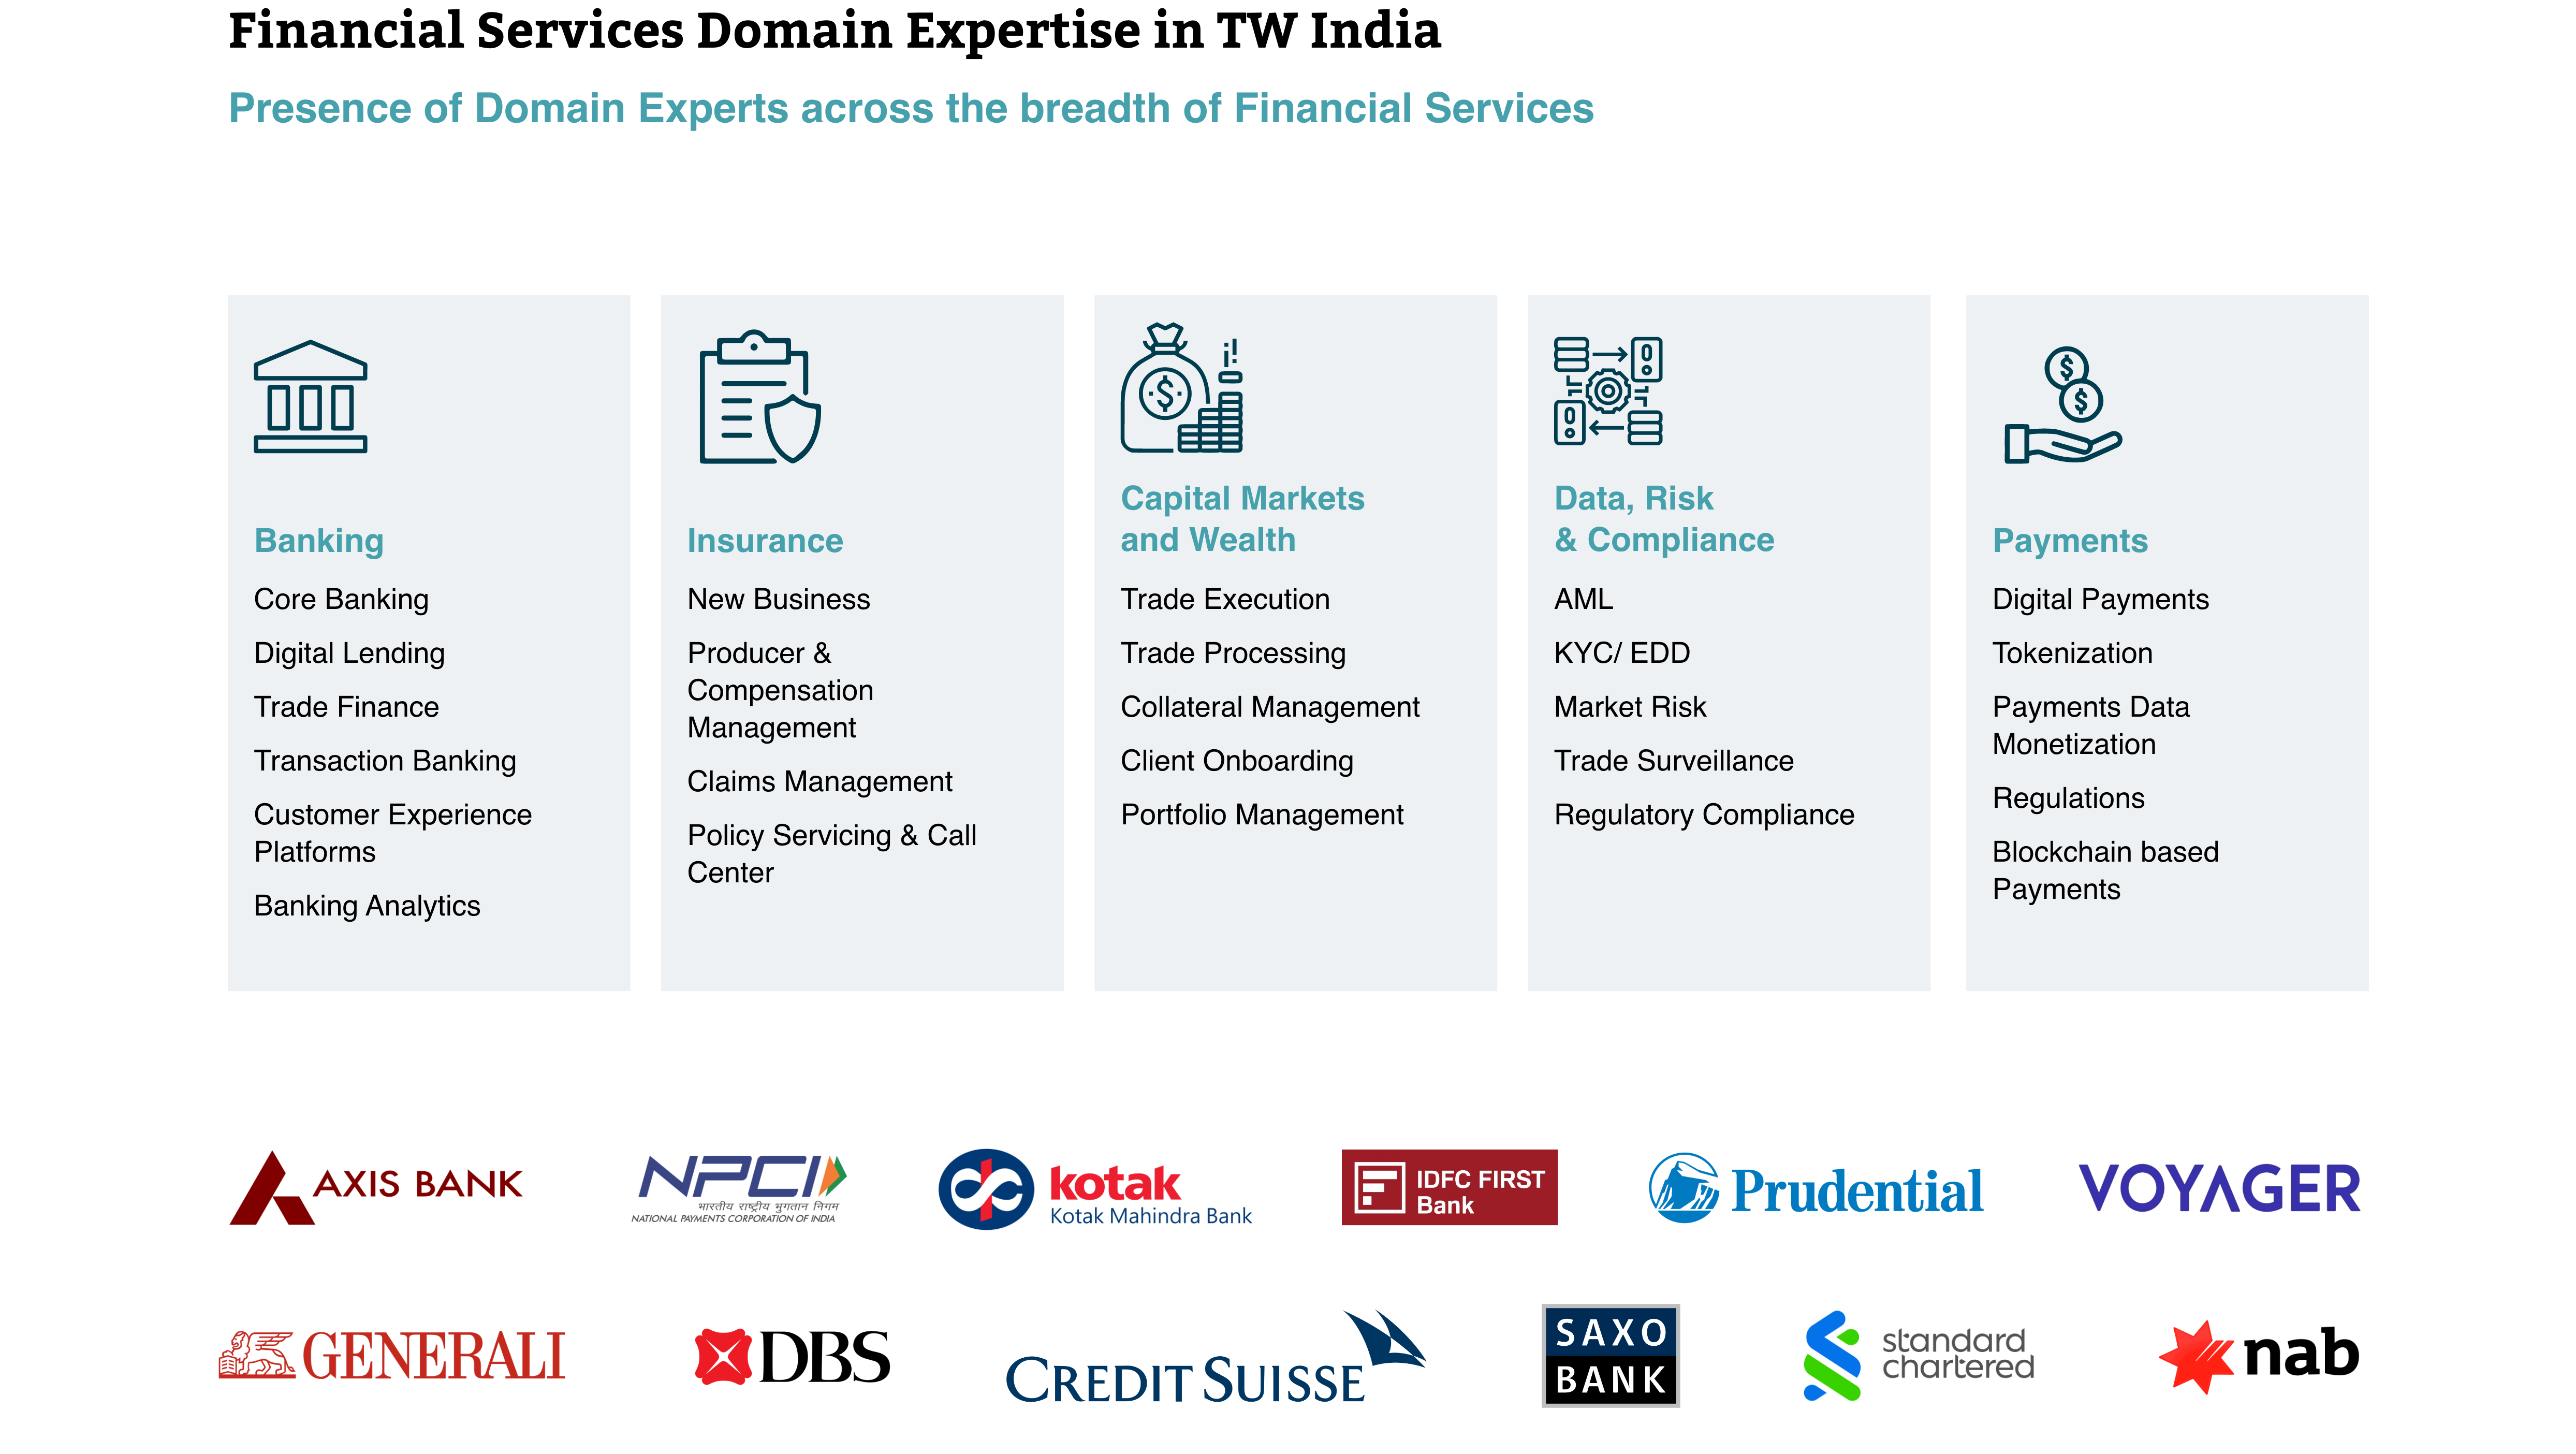 Financial Services Domain Expertise in TW India
Presence of Domain Experts across the breadth of Financial Services
Banking
Core Banking
Digital Lending
Trade Finance
Transaction Banking
Customer Experience
Platforms
Banking Analytics
Insurance
New Business
Producer &
Compensation
Management
Claims Management
Policy Servicing & Call
Center
Capital Markets
and Wealth
Trade Execution
Trade Processing
Collateral Management
Client Onboarding
Portfolio Management
Data, Risk
& Compliance
AML
KYC/ EDD
Market Risk
Trade Surveillance
Regulatory Compliance
Payments
Digital Payments
Tokenization
Payments Data
Monetization
Regulations
Blockchain based
Payments
AXIS BANK
NPCI
भारतीय राष्ट्रीय भुगतान निगम
NATIONAL PAYMENTS CORPORATION OF INDIA
kotak
Kotak Mahindra Bank
IDFC FIRST
Bank
Prudential
VOYAGER
GENERALI
DBS
CREDIT SUISSE
SAXO
BANK
standard
chartered
nab